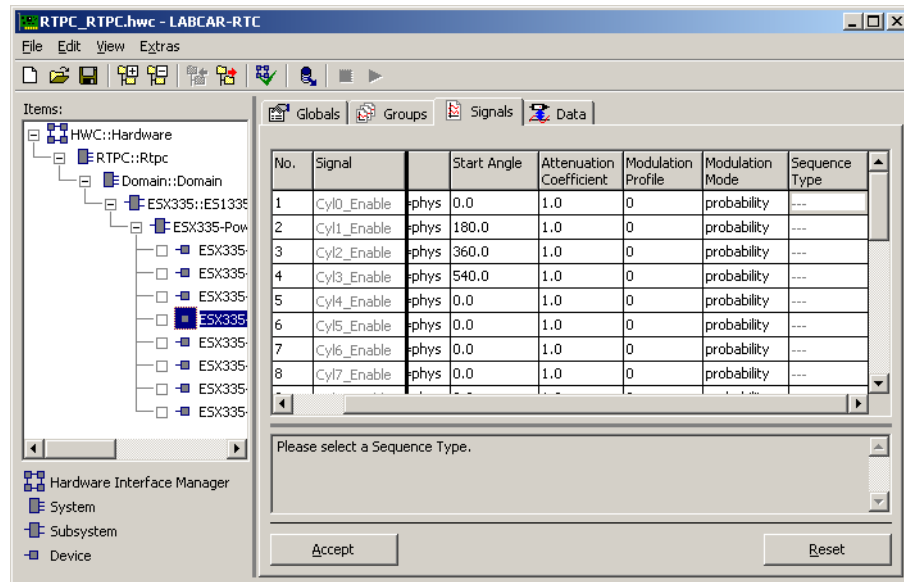 RTPC_RTPC.hwc - LABCAR-RTC
File Edit View Extras
Items:
HWC::Hardware
RTPC::Rtpc
Domain::Domain
ESX335::ES1335
ESX335-Pow
ESX335-
ESX335-
ESX335-
ESX335-
ESX335-
ESX335-
ESX335-
Hardware Interface Manager
System
Subsystem
Device
Globals Groups Signals Data
No. Signal Start Angle Attenuation Coefficient Modulation Profile Modulation Mode Sequence Type
1 Cyl0_Enable =phys 0.0 1.0 0 probability ---
2 Cyl1_Enable =phys 180.0 1.0 0 probability ---
3 Cyl2_Enable =phys 360.0 1.0 0 probability ---
4 Cyl3_Enable =phys 540.0 1.0 0 probability ---
5 Cyl4_Enable =phys 0.0 1.0 0 probability ---
6 Cyl5_Enable =phys 0.0 1.0 0 probability ---
7 Cyl6_Enable =phys 0.0 1.0 0 probability ---
8 Cyl7_Enable =phys 0.0 1.0 0 probability ---
Please select a Sequence Type.
Accept Reset